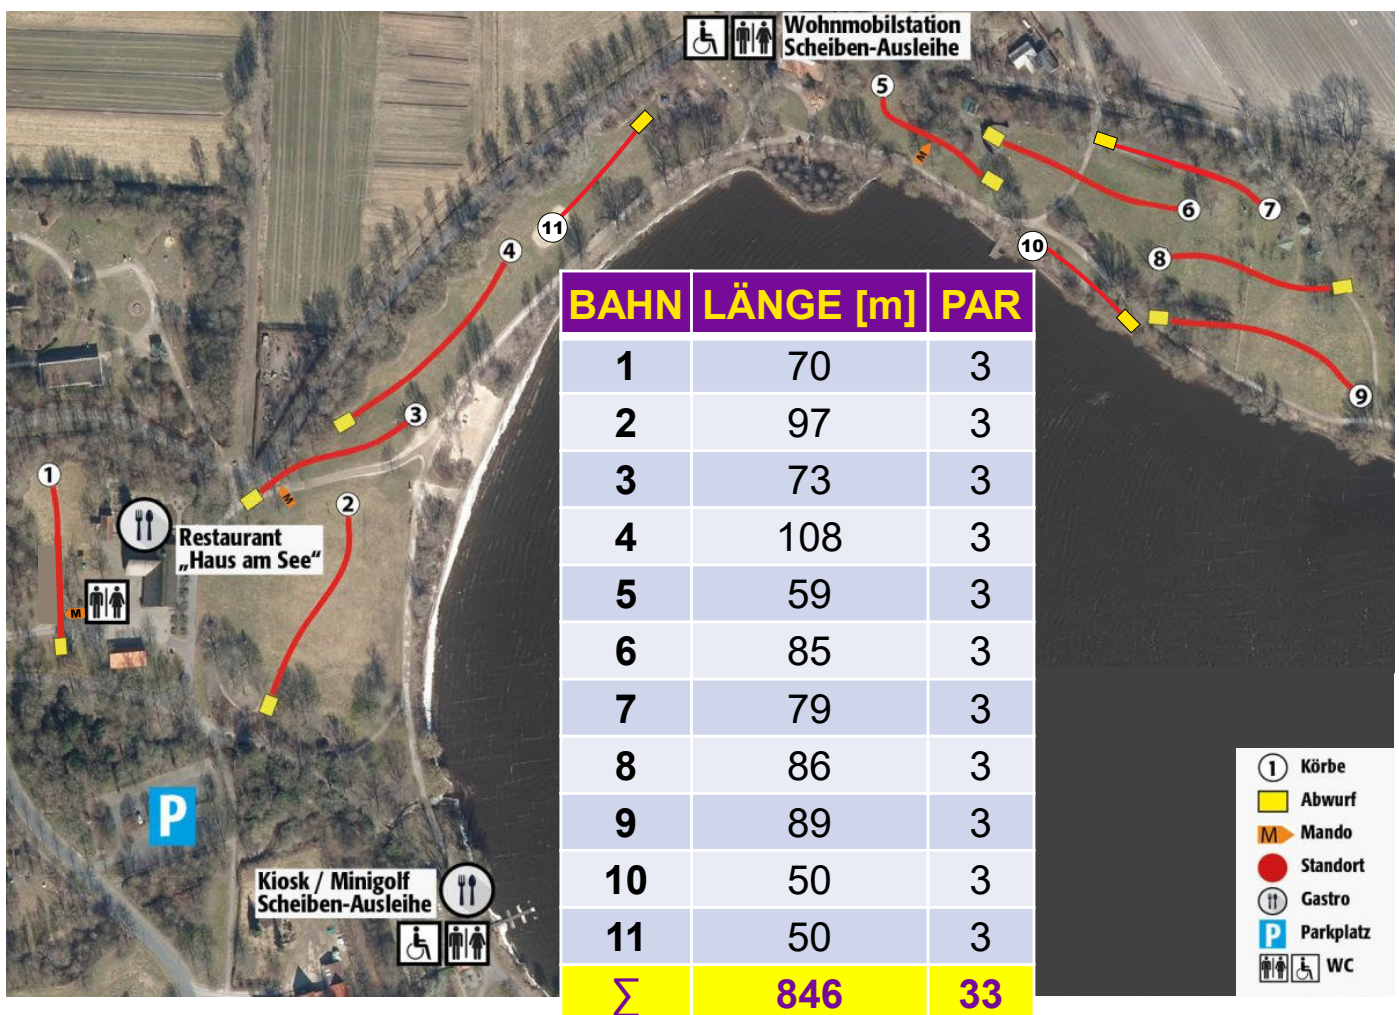 Wohnmobilstation
Scheiben-Ausleihe
5
11
4
10
6
7
8
9
3
1
2
M
M
M
Restaurant
„Haus am See“
P
Kiosk / Minigolf
Scheiben-Ausleihe
BAHN LÄNGE [m] PAR
1 70 3
2 97 3
3 73 3
4 108 3
5 59 3
6 85 3
7 79 3
8 86 3
9 89 3
10 50 3
11 50 3
∑ 846 33
1 Körbe
Abwurf
M Mando
Standort
Gastro
P Parkplatz
WC